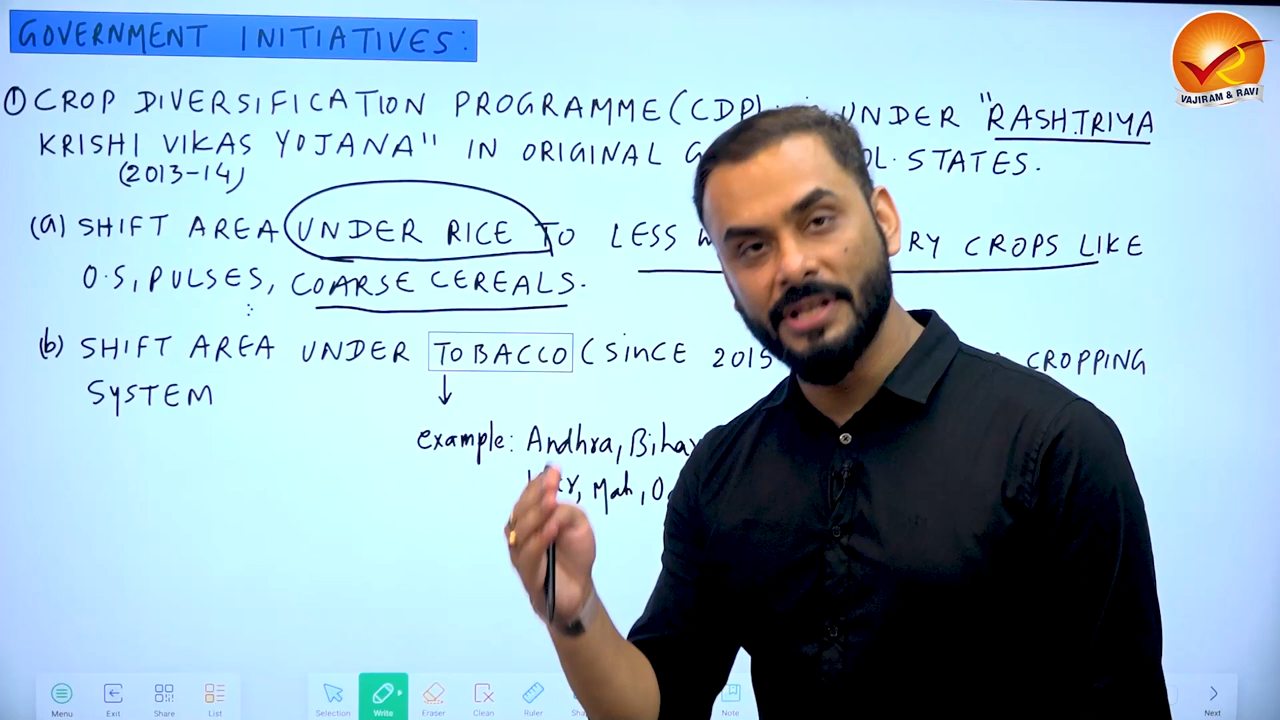 GOVERNMENT INITIATIVES:
① CROP DIVERSIFICATION PROGRAMME (CDP) UNDER "RASHTRIYA
KRISHI VIKAS YOJANA" IN ORIGINAL G STATES.
(2013-14)
(a) SHIFT AREA UNDER RICE TO LESS CROPS LIKE
O.S, PULSES, COARSE CEREALS.
(b) SHIFT AREA UNDER TOBACCO (SINCE 2015 CROPPING
SYSTEM
example: Andhra, Bihar
Mah, O
VAJIRAM & RAVI
Menu Exit Share List Selection Write Eraser Clean Ruler Note Next